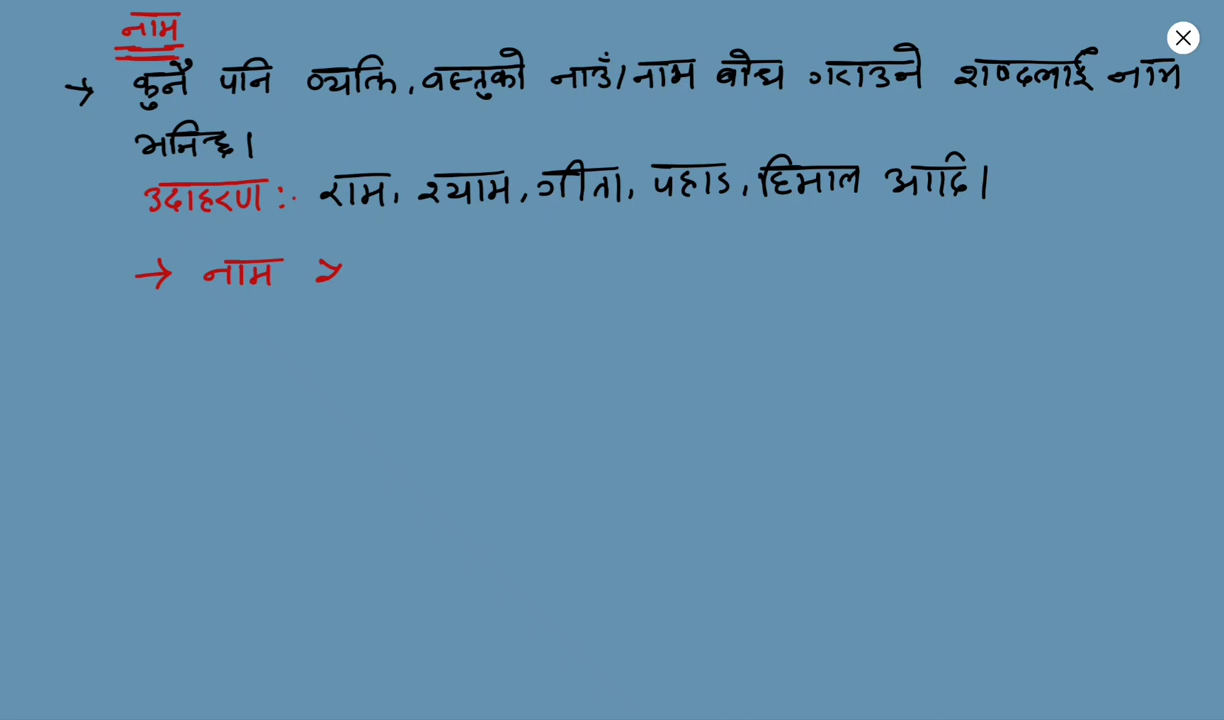 नाम
→ कुनै पनि व्यक्ति, वस्तुको नाउँ/नाम बोध गराउने शब्दलाई नाम
भनिन्छ।
उदाहरण :- राम, श्याम, गीता, पहाड, हिमाल आदि।
→ नाम